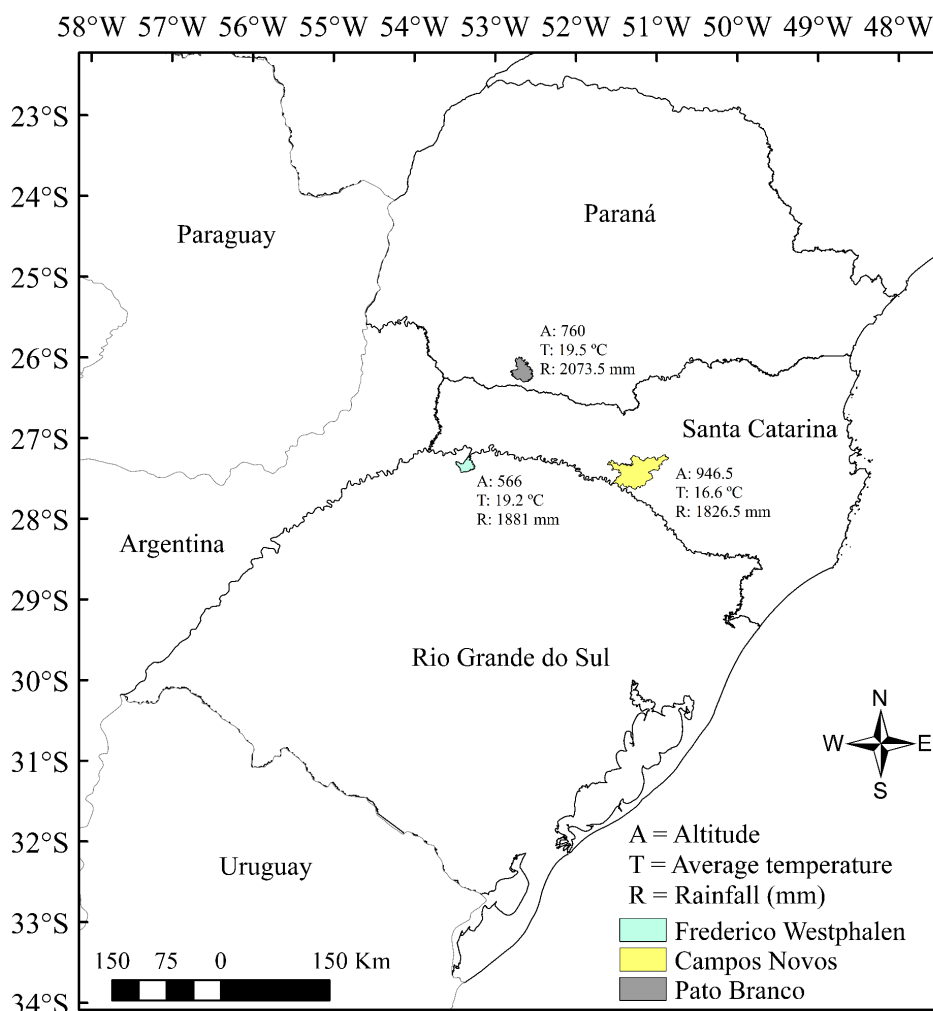 58°W 57°W 56°W 55°W 54°W 53°W 52°W 51°W 50°W 49°W 48°W
23°S
24°S
25°S
26°S
27°S
28°S
29°S
30°S
31°S
32°S
33°S
34°S
Paraná
Paraguay
A: 760
T: 19.5 ºC
R: 2073.5 mm
Santa Catarina
A: 946.5
T: 16.6 ºC
R: 1826.5 mm
A: 566
T: 19.2 ºC
R: 1881 mm
Argentina
Rio Grande do Sul
N
W E
S
Uruguay
A = Altitude
T = Average temperature
R = Rainfall (mm)
Frederico Westphalen
Campos Novos
Pato Branco
150 75 0 150 Km